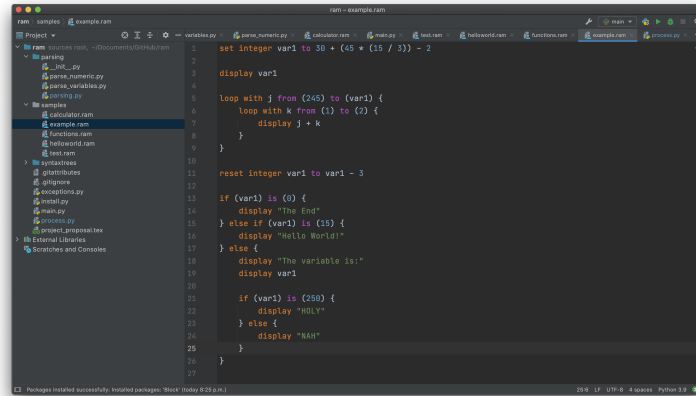 ram – example.ram
ram samples example.ram main
Project variables.py parse_numeric.py calculator.ram main.py test.ram helloworld.ram functions.ram example.ram process.py
ram sources root, ~/Documents/GitHub/ram
parsing
__init__.py
parse_numeric.py
parse_variables.py
parsing.py
samples
calculator.ram
example.ram
functions.ram
helloworld.ram
test.ram
syntaxtrees
.gitattributes
.gitignore
exceptions.py
install.py
main.py
process.py
project_proposal.tex
External Libraries
Scratches and Consoles
1 set integer var1 to 30 + (45 * (15 / 3)) - 2
2
3 display var1
4
5 loop with j from (245) to (var1) {
6 loop with k from (1) to (2) {
7 display j + k
8 }
9 }
10
11 reset integer var1 to var1 - 3
12
13 if (var1) is (0) {
14 display "The End"
15 } else if (var1) is (15) {
16 display "Hello World!"
17 } else {
18 display "The variable is:"
19 display var1
20
21 if (var1) is (250) {
22 display "HOLY"
23 } else {
24 display "NAH"
25 }
26 }
27
Packages installed successfully: Installed packages: 'Block' (today 6:25 p.m.) 25:6 LF UTF-8 4 spaces Python 3.9